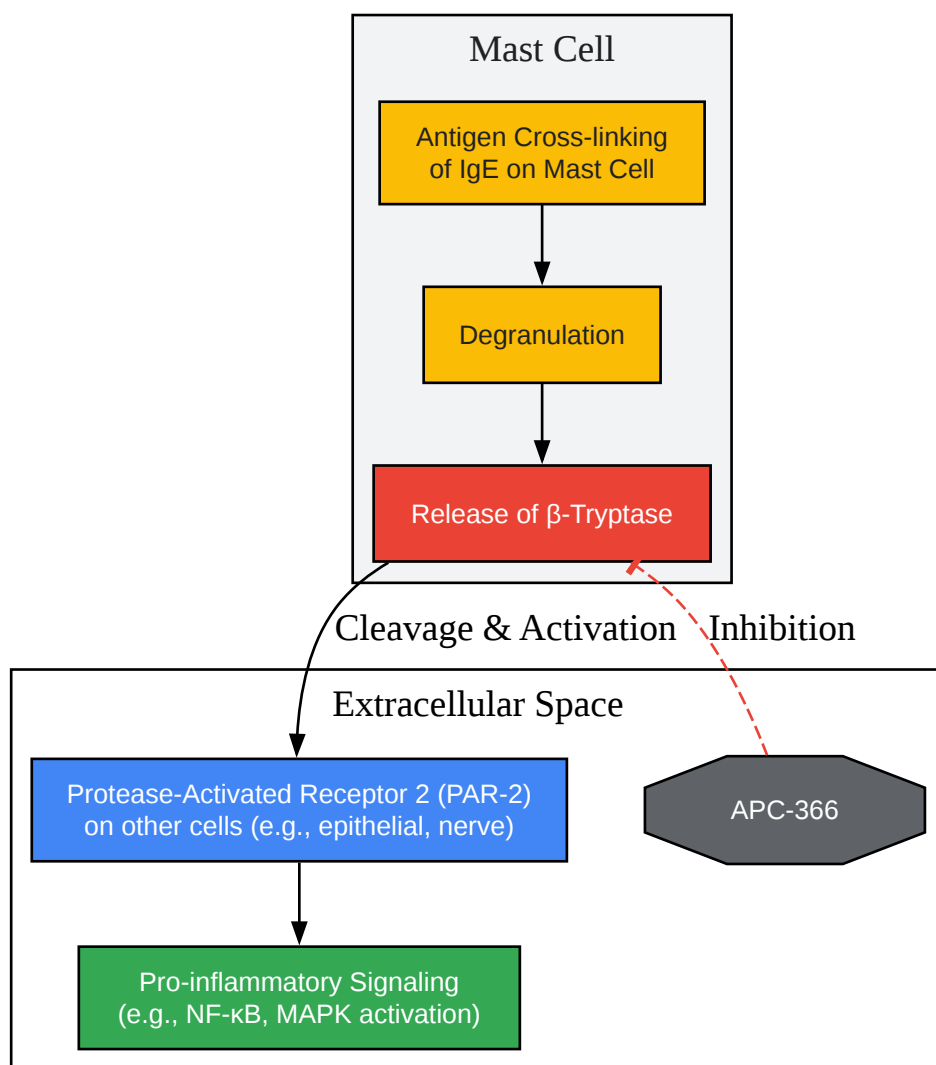 Mast Cell
Antigen Cross-linking
of IgE on Mast Cell
Degranulation
Release of β-Tryptase
Cleavage & Activation
Inhibition
Extracellular Space
Protease-Activated Receptor 2 (PAR-2)
on other cells (e.g., epithelial, nerve)
APC-366
Pro-inflammatory Signaling
(e.g., NF-κB, MAPK activation)